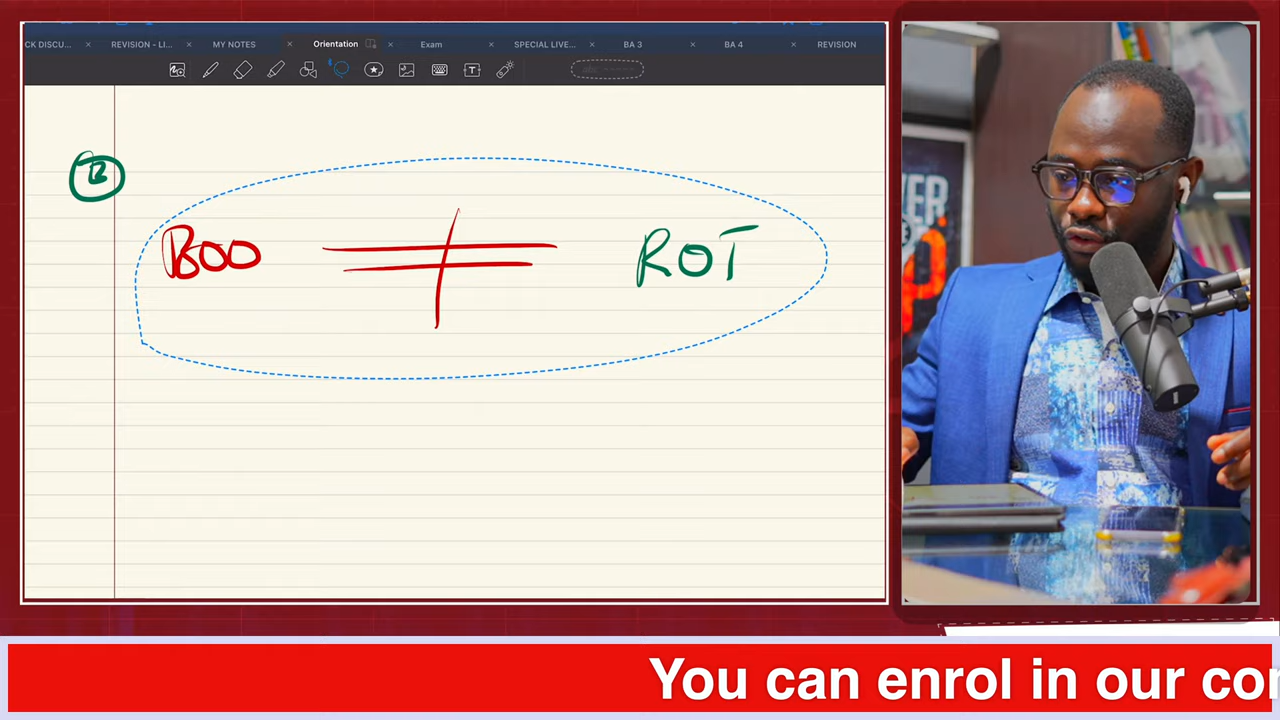 CK DISCU... REVISION - LI... MY NOTES Orientation Exam SPECIAL LIVE... BA 3 BA 4 REVISION
B
BOO ≠ ROT
You can enrol in our con